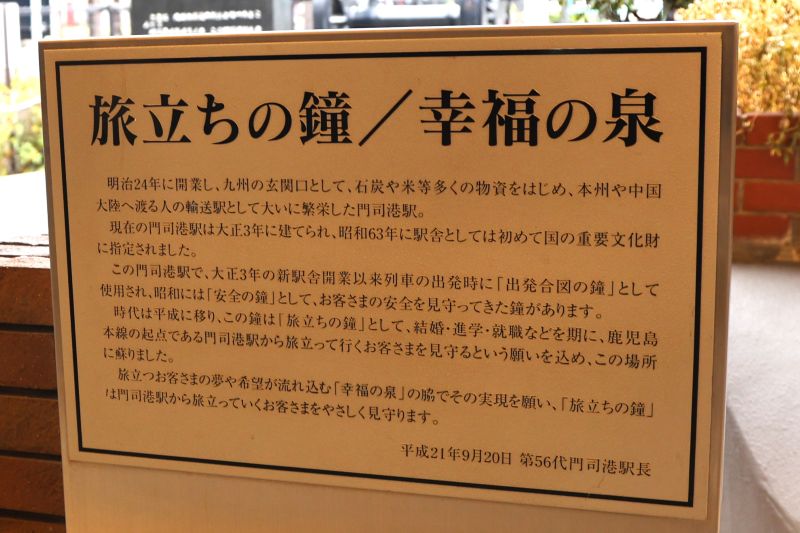 旅立ちの鐘／幸福の泉
明治24年に開業し、九州の玄関口として、石炭や米等多くの物資をはじめ、本州や中国
大陸へ渡る人の輸送駅として大いに繁栄した門司港駅。
現在の門司港駅は大正3年に建てられ、昭和63年に駅舎としては初めて国の重要文化財
に指定されました。
この門司港駅で、大正3年の新駅舎開業以来列車の出発時に「出発合図の鐘」として
使用され、昭和には「安全の鐘」として、お客さまの安全を見守ってきた鐘があります。
時代は平成に移り、この鐘は「旅立ちの鐘」として、結婚・進学・就職などを期に、鹿児島
本線の起点である門司港駅から旅立って行くお客さまを見守るという願いを込め、この場所
に蘇りました。
旅立つお客さまの夢や希望が流れ込む「幸福の泉」の脇でその実現を願い、「旅立ちの鐘」
は門司港駅から旅立っていくお客さまをやさしく見守ります。
平成21年9月20日 第56代門司港駅長